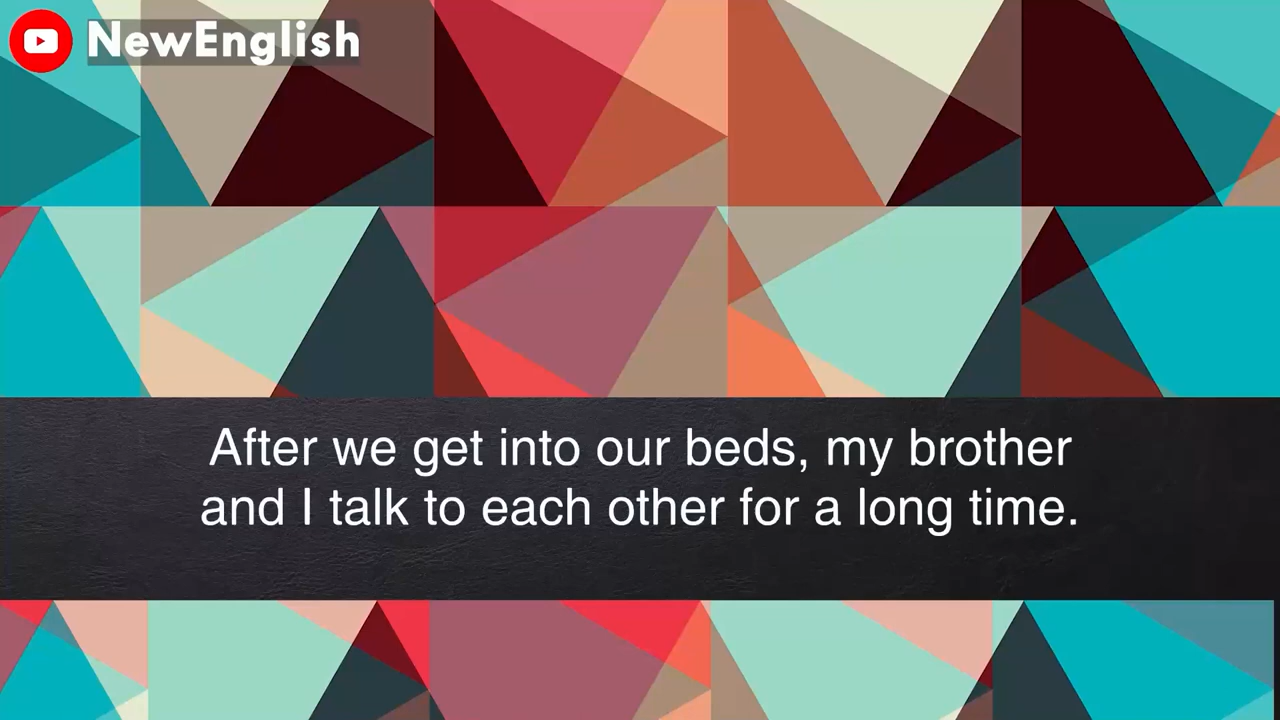 NewEnglish
After we get into our beds, my brother
and I talk to each other for a long time.